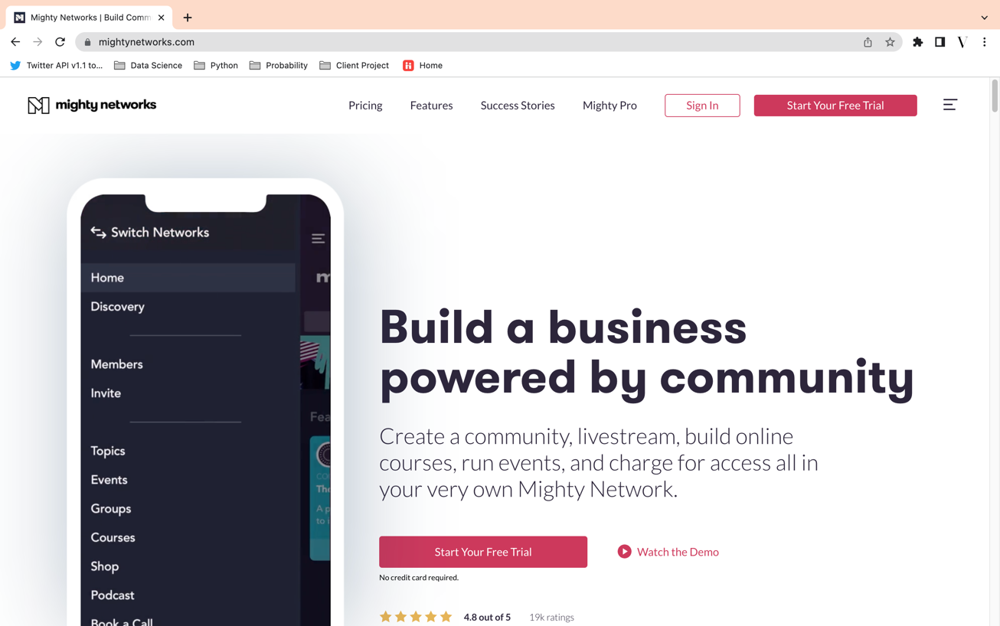 Mighty Networks | Build Comm
mightynetworks.com
Twitter API v1.1 to...
Data Science
Python
Probability
Client Project
Home
mighty networks
Pricing
Features
Success Stories
Mighty Pro
Sign In
Start Your Free Trial
Switch Networks
Home
Discovery
Members
Invite
Topics
Events
Groups
Courses
Shop
Podcast
Book a Call
Fea
The
A p
to i
Build a business
powered by community
Create a community, livestream, build online
courses, run events, and charge for access all in
your very own Mighty Network.
Start Your Free Trial
Watch the Demo
No credit card required.
4.8 out of 5
19k ratings